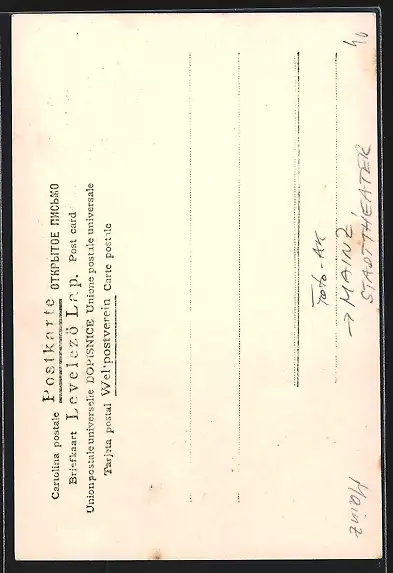 Cartolina postale Postkarte ОТКРЫТОЕ ПИСЬМО
Briefkaart Levelező Lap. Post card
Union postale universelle DOPISNICE Unione postale universale
Tarjeta postal Weltpostverein Carte postale
Foto-AK
→ MAINZ,
STADTTHEATER
Mainz